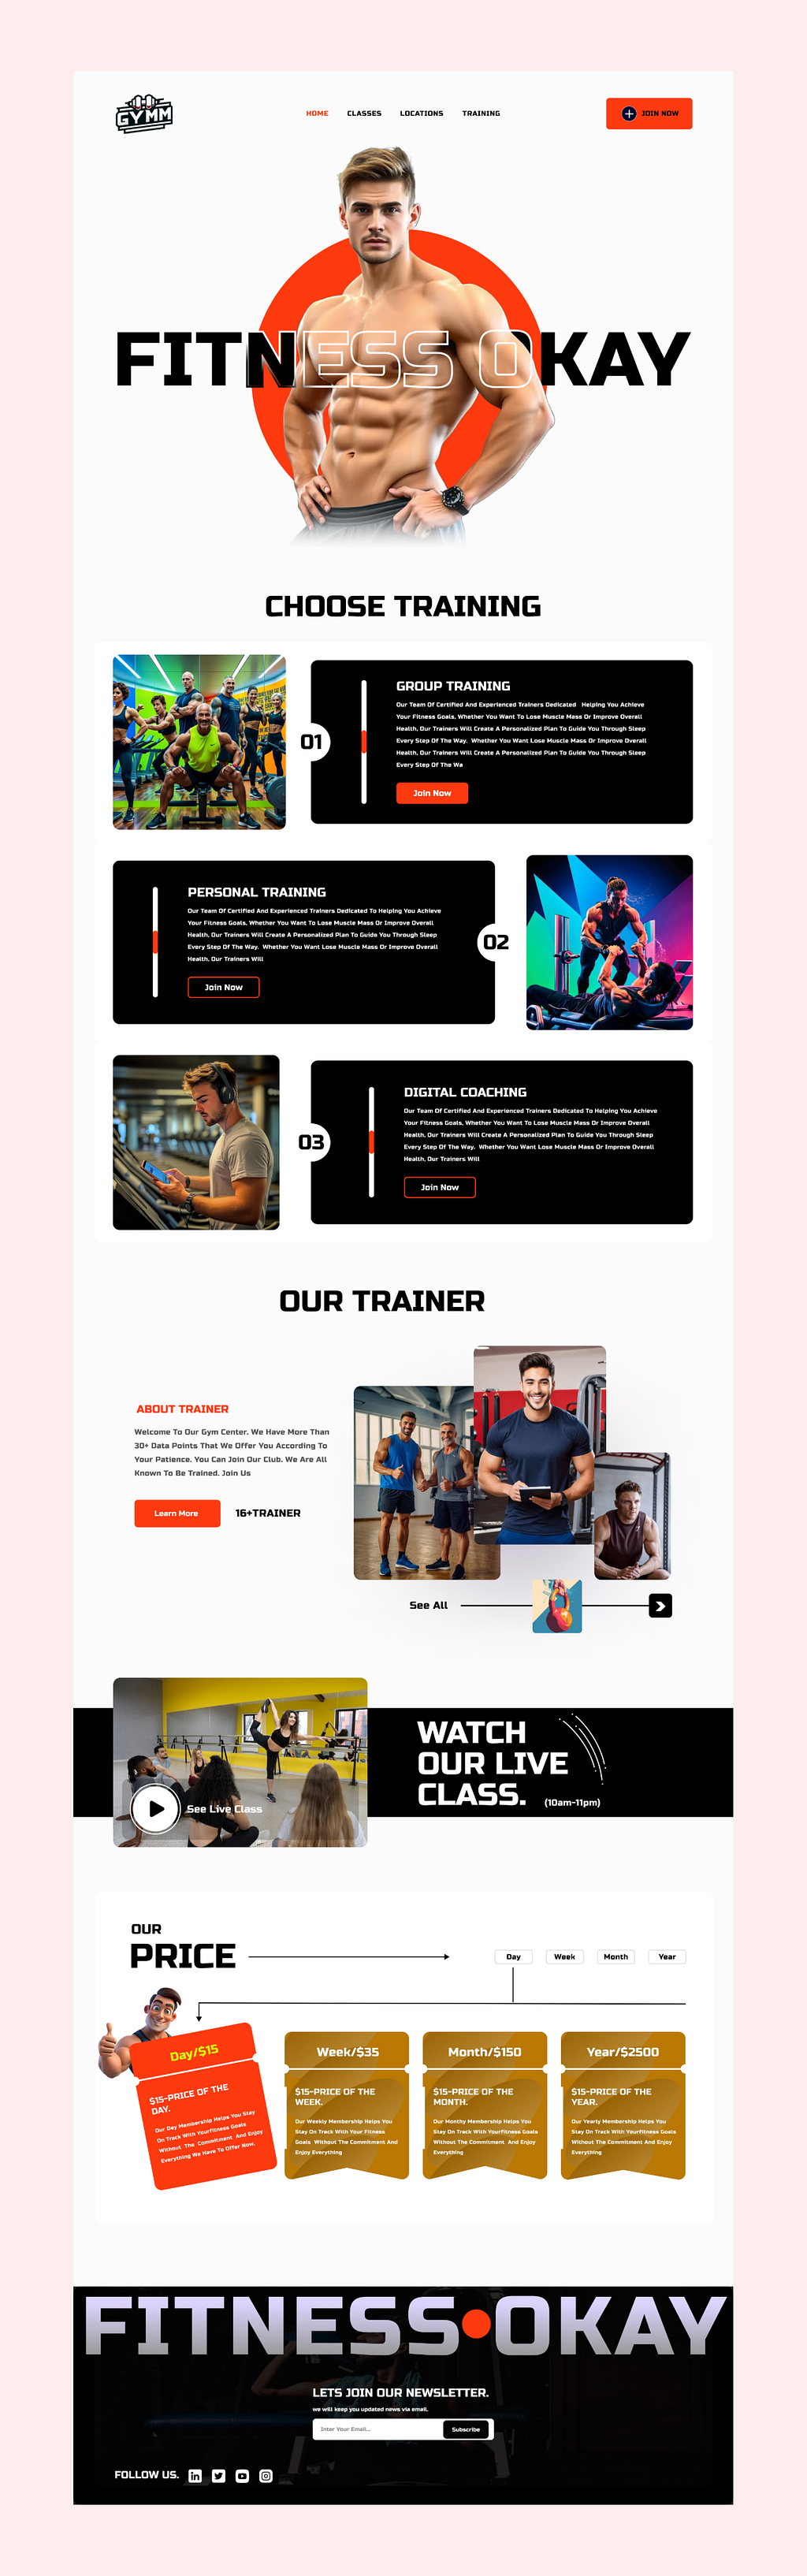 GYMM
HOME CLASSES LOCATIONS TRAINING
JOIN NOW
FITNESS OKAY
CHOOSE TRAINING
01
GROUP TRAINING
Our Team Of Certified And Experienced Trainers Dedicated Helping You Achieve
Your Fitness Goals, Whether You Want To Lose Muscle Mass Or Improve Overall
Health, Our Trainers Will Create A Personalized Plan To Guide You Through Sleep
Every Step Of The Way. Whether You Want Lose Muscle Mass Or Improve Overall
Health, Our Trainers Will Create A Personalized Plan To Guide You Through Sleep
Every Step Of The Wa
Join Now
PERSONAL TRAINING
Our Team Of Certified And Experienced Trainers Dedicated To Helping You Achieve
Your Fitness Goals, Whether You Want To Lose Muscle Mass Or Improve Overall
Health, Our Trainers Will Create A Personalized Plan To Guide You Through Sleep
Every Step Of The Way. Whether You Want Lose Muscle Mass Or Improve Overall
Health, Our Trainers Will
Join Now
02
03
DIGITAL COACHING
Our Team Of Certified And Experienced Trainers Dedicated To Helping You Achieve
Your Fitness Goals, Whether You Want To Lose Muscle Mass Or Improve Overall
Health, Our Trainers Will Create A Personalized Plan To Guide You Through Sleep
Every Step Of The Way. Whether You Want Lose Muscle Mass Or Improve Overall
Health, Our Trainers Will
Join Now
OUR TRAINER
ABOUT TRAINER
Welcome To Our Gym Center. We Have More Than
30+ Data Points That We Offer You According To
Your Patience. You Can Join Our Club. We Are All
Known To Be Trained. Join Us
Learn More
16+TRAINER
See All
See Live Class
WATCH
OUR LIVE
CLASS.
(10am-11pm)
OUR
PRICE
Day Week Month Year
Day/$15
$15-PRICE OF THE
DAY.
Our Day Membership Helps You Stay
On Track With Yourfitness Goals
Without The Commitment And Enjoy
Everything We Have To Offer Now.
Week/$35
$15-PRICE OF THE
WEEK.
Our Weekly Membership Helps You
Stay On Track With Your Fitness
Goals Without The Commitment And
Enjoy Everything
Month/$150
$15-PRICE OF THE
MONTH.
Our Monthy Membership Helps You
Stay On Track With Yourfitness Goals
Without The Commitment And Enjoy
Everything
Year/$2500
$15-PRICE OF THE
YEAR.
Our Yearly Membership Helps You
Stay On Track With Yourfitness Goals
Without The Commitment And Enjoy
Everything
FITNESS•OKAY
LETS JOIN OUR NEWSLETTER.
we will keep you updated news via email.
Enter Your Email...
Subscribe
FOLLOW US.